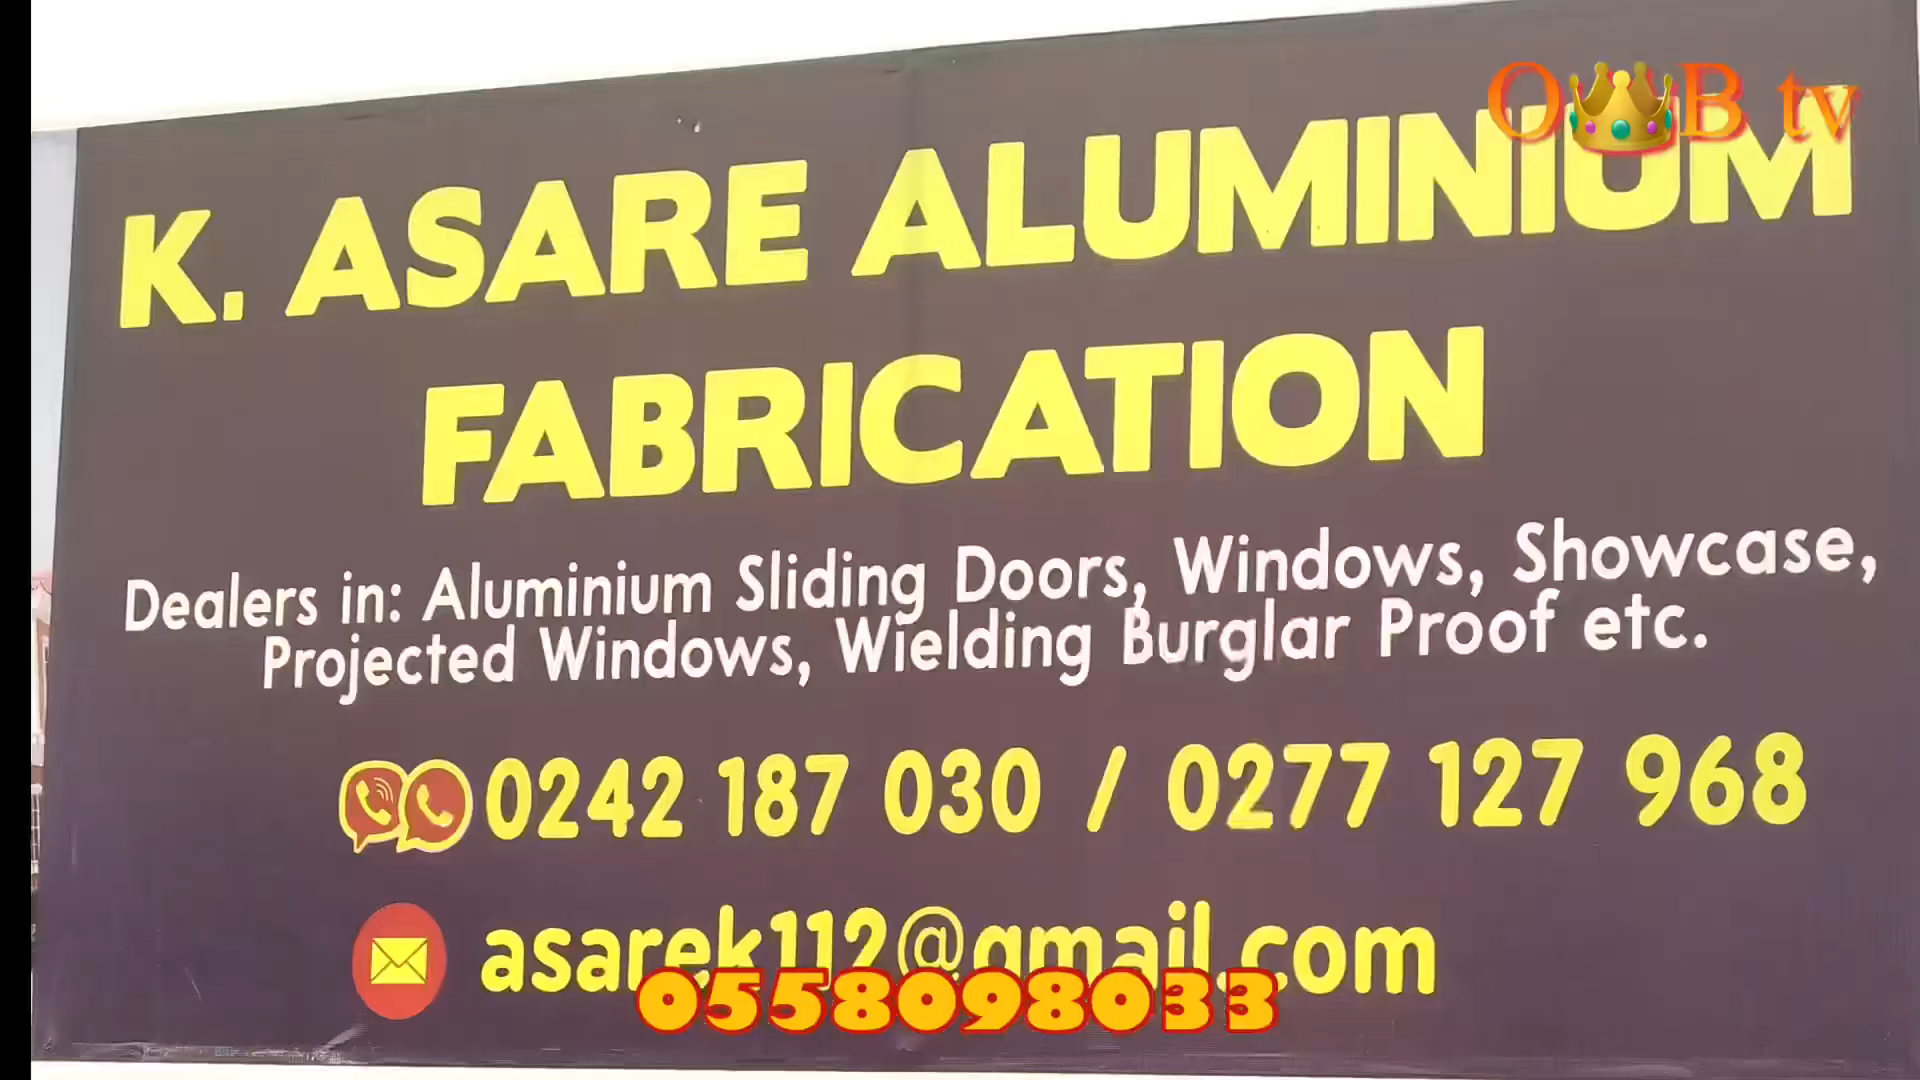 O B tv
K. ASARE ALUMINIUM
FABRICATION
Dealers in: Aluminium Sliding Doors, Windows, Showcase,
Projected Windows, Wielding Burglar Proof etc.
0242 187 030 / 0277 127 968
asarek112@gmail.com
0558098033